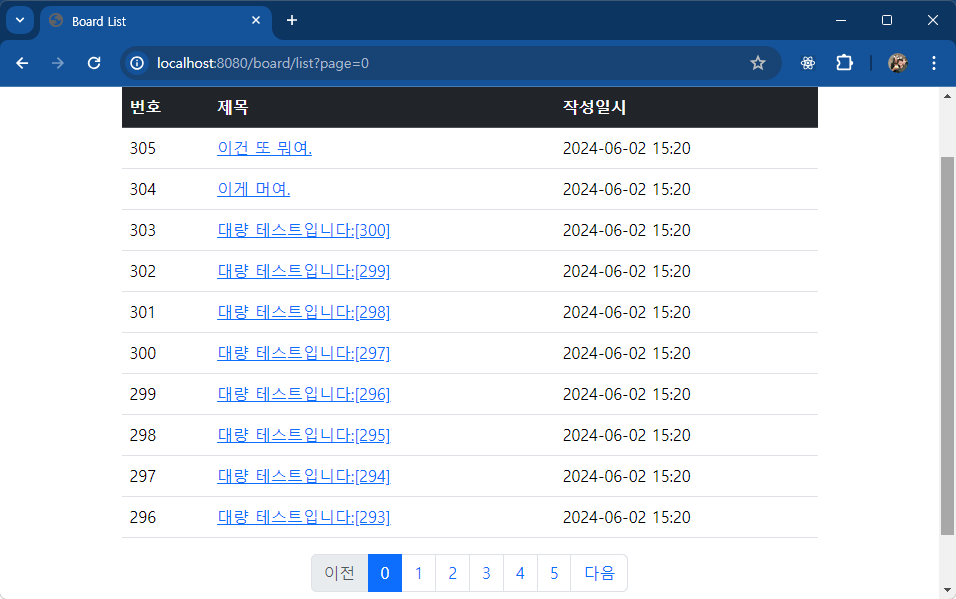 Board List
localhost:8080/board/list?page=0
번호 제목 작성일시
305 이건 또 뭐여. 2024-06-02 15:20
304 이게 머여. 2024-06-02 15:20
303 대량 테스트입니다:[300] 2024-06-02 15:20
302 대량 테스트입니다:[299] 2024-06-02 15:20
301 대량 테스트입니다:[298] 2024-06-02 15:20
300 대량 테스트입니다:[297] 2024-06-02 15:20
299 대량 테스트입니다:[296] 2024-06-02 15:20
298 대량 테스트입니다:[295] 2024-06-02 15:20
297 대량 테스트입니다:[294] 2024-06-02 15:20
296 대량 테스트입니다:[293] 2024-06-02 15:20
이전 0 1 2 3 4 5 다음